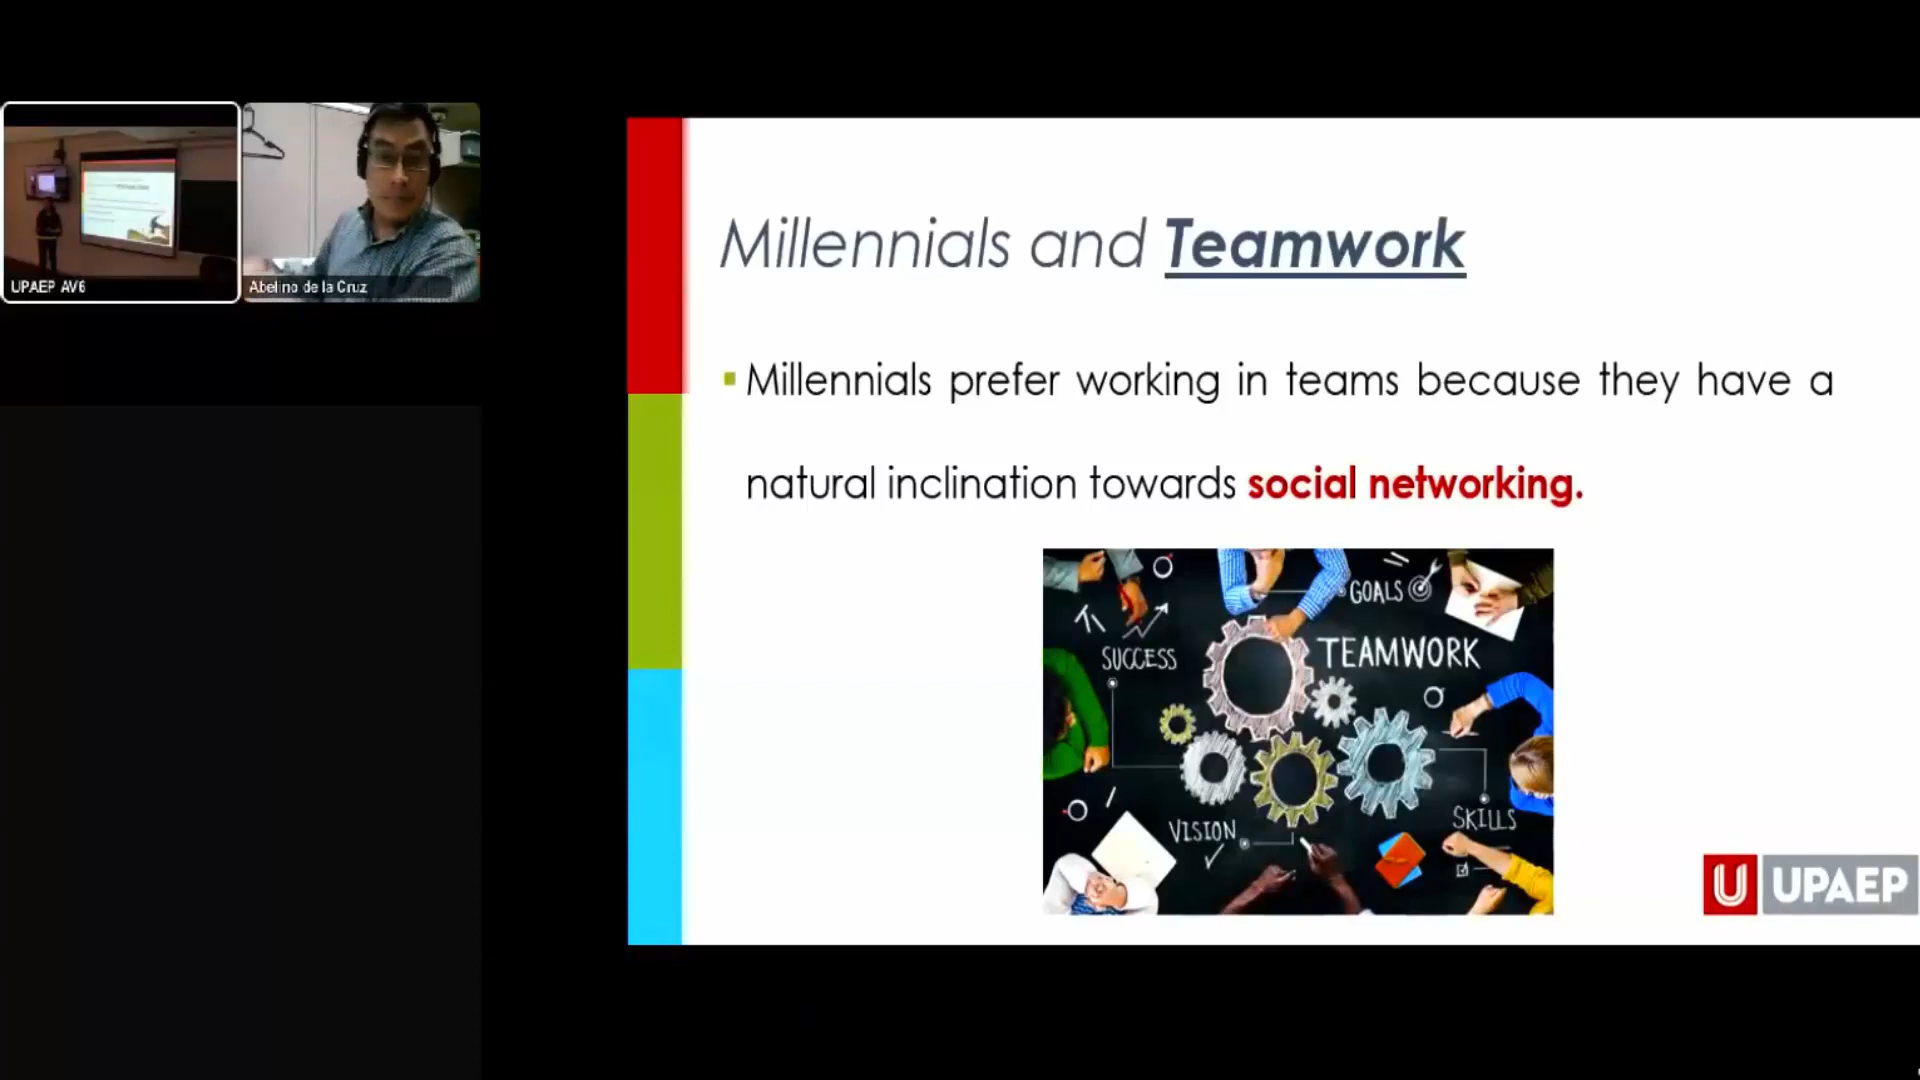 UPAEP AV6
Abelino de la Cruz
Millennials and Teamwork
▪ Millennials prefer working in teams because they have a
natural inclination towards social networking.
GOALS
SUCCESS
TEAMWORK
VISION
SKILLS
U UPAEP